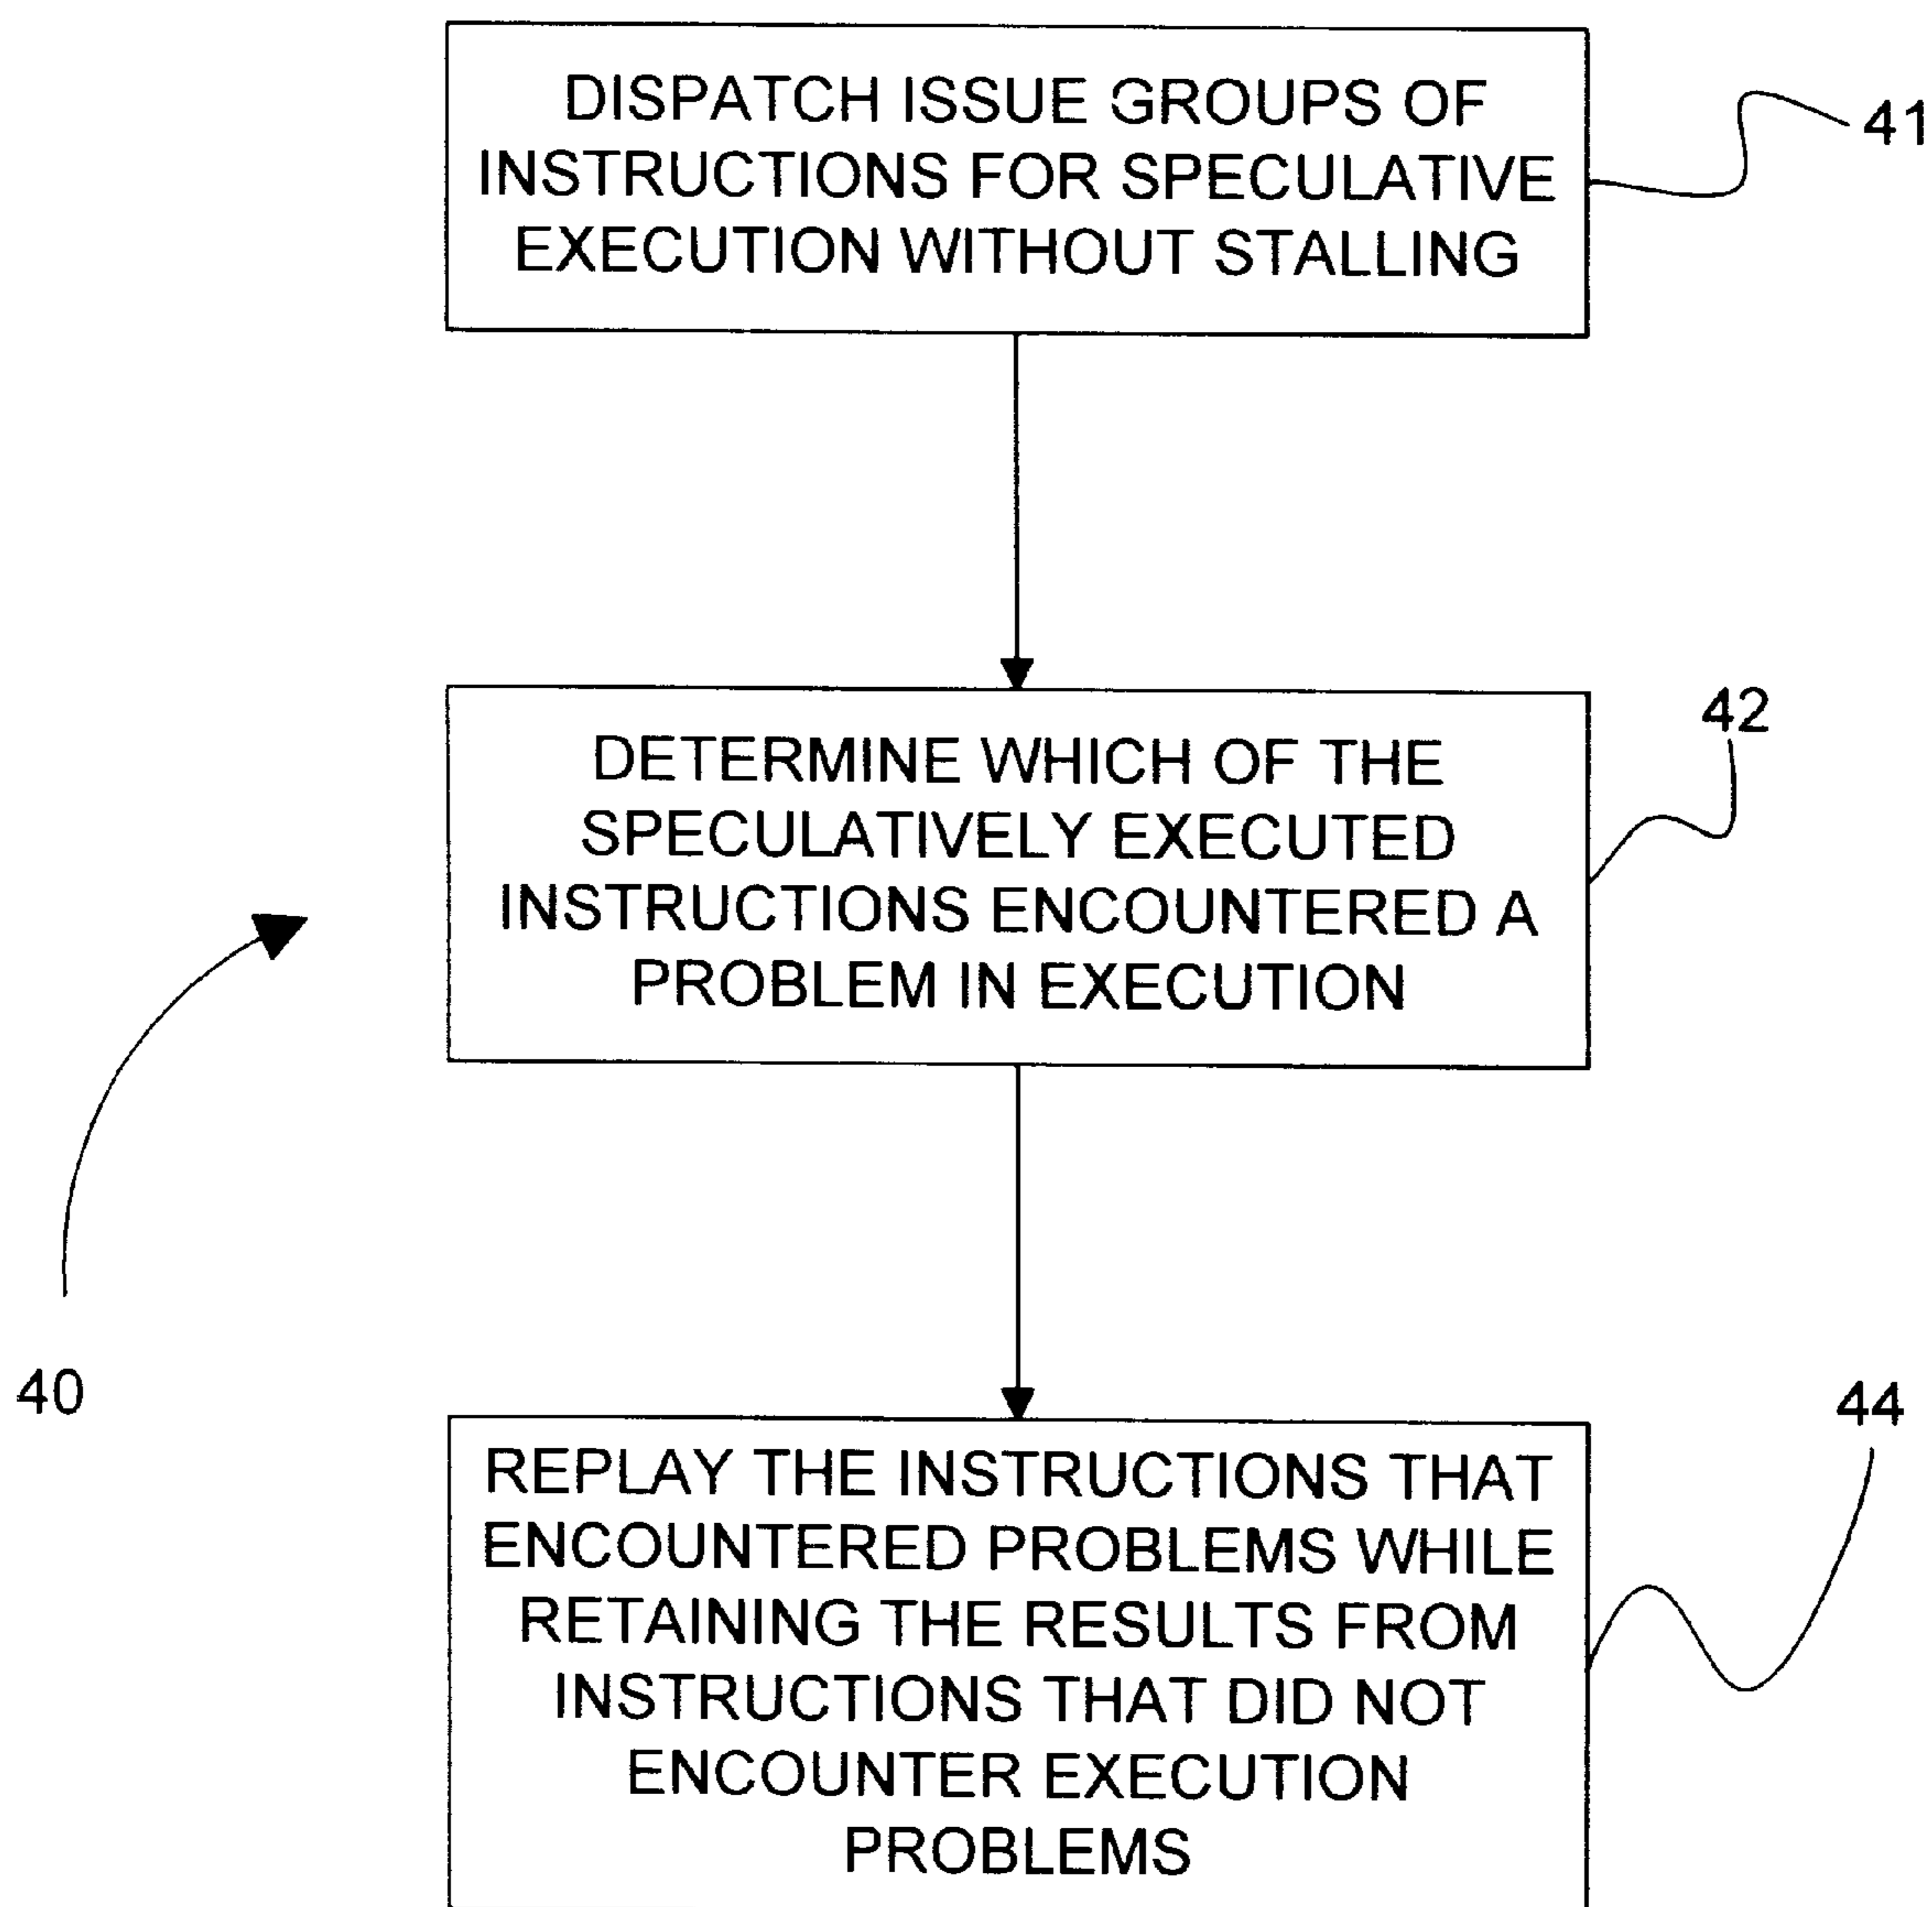 DISPATCH ISSUE GROUPS OF
INSTRUCTIONS FOR SPECULATIVE
EXECUTION WITHOUT STALLING
41
DETERMINE WHICH OF THE
SPECULATIVELY EXECUTED
INSTRUCTIONS ENCOUNTERED A
PROBLEM IN EXECUTION
42
40
REPLAY THE INSTRUCTIONS THAT
ENCOUNTERED PROBLEMS WHILE
RETAINING THE RESULTS FROM
INSTRUCTIONS THAT DID NOT
ENCOUNTER EXECUTION
PROBLEMS
44